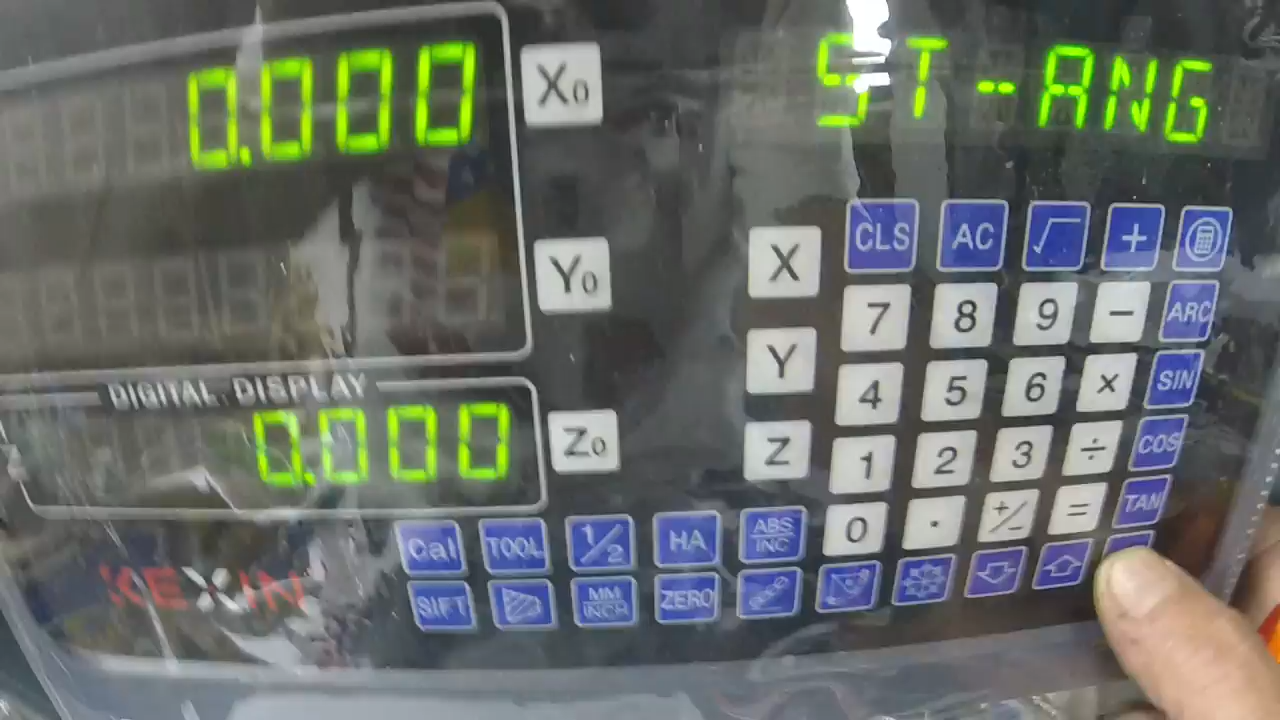 0.000 X0 ST-ANG
CLS AC √ +
Y0 X 7 8 9 - ARC
Y 4 5 6 × SIN
DIGITAL DISPLAY
0.000 Z0 Z 1 2 3 ÷ COS
0 . +/- = TAN
Cal TOOL 1/2 HA ABS/INC
KEXIN SIFT MM/INCH ZERO